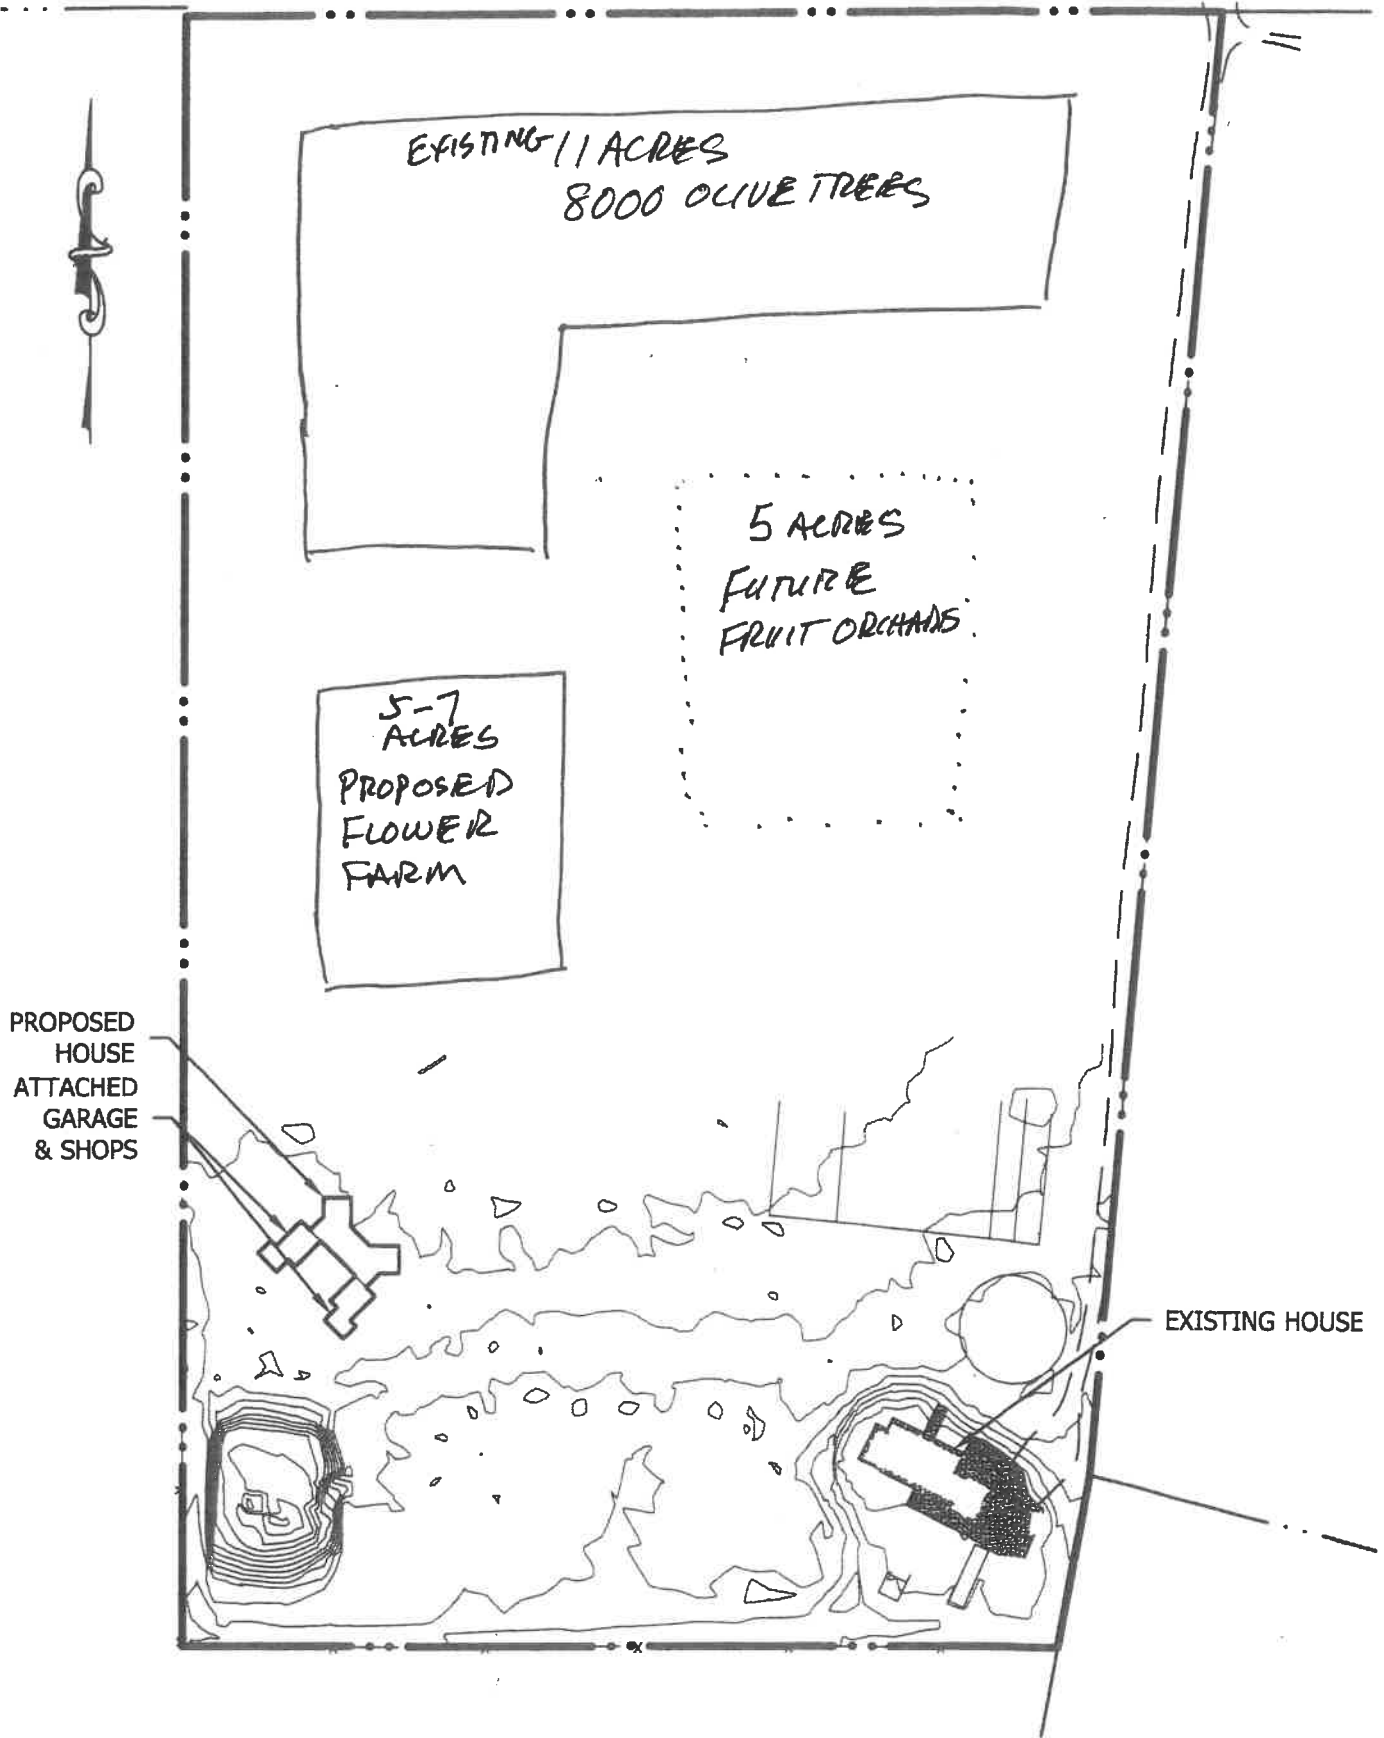 EXISTING 11 ACRES
8000 OLIVE TREES
5 ACRES
FUTURE
FRUIT ORCHADS
5-7
ACRES
PROPOSED
FLOWER
FARM
PROPOSED
HOUSE
ATTACHED
GARAGE
& SHOPS
EXISTING HOUSE